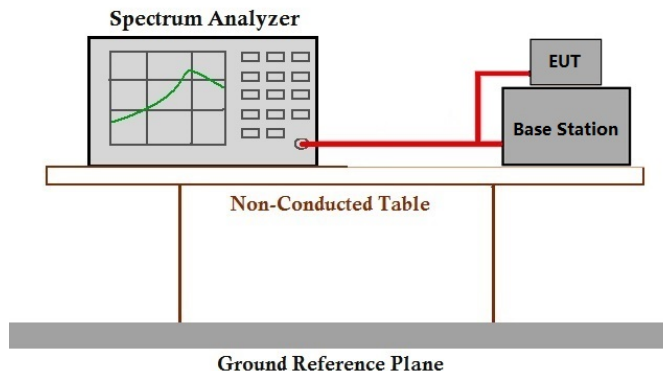 Spectrum Analyzer
EUT
Base Station
Non-Conducted Table
Ground Reference Plane